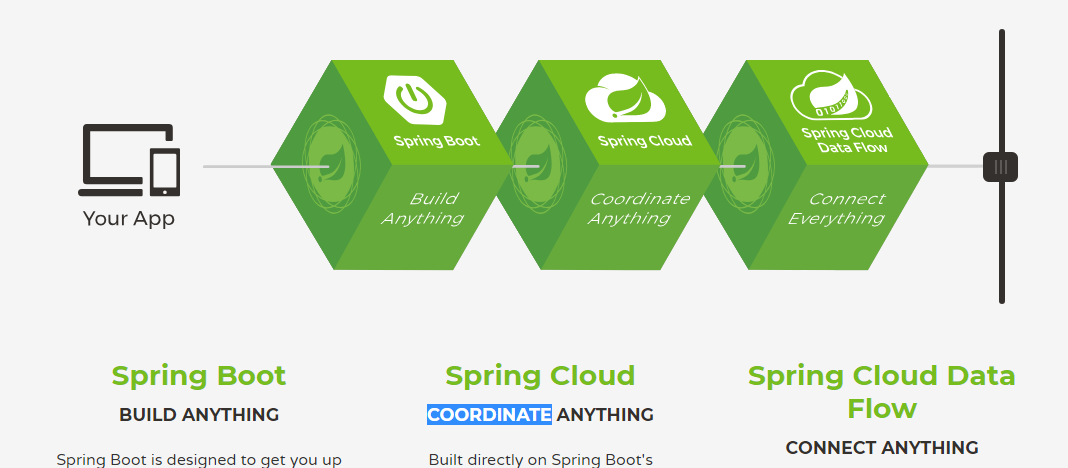 Spring Boot
Spring Cloud
Spring Cloud
Data Flow
Build
Anything
Coordinate
Anything
Connect
Everything
Your App
Spring Boot
BUILD ANYTHING
Spring Boot is designed to get you up
Spring Cloud
COORDINATE ANYTHING
Built directly on Spring Boot's
Spring Cloud Data
Flow
CONNECT ANYTHING